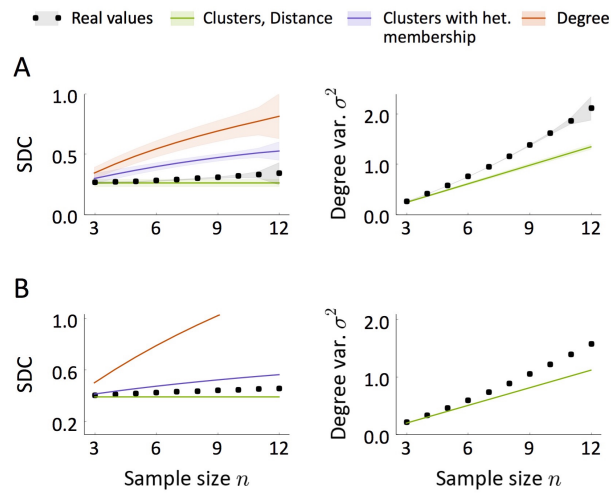 Real values
Clusters, Distance
Clusters with het.
membership
Degree
A
SDC
1.0
0.5
0.0
3
6
9
12
Degree var. σ²
2.0
1.0
0.0
3
6
9
12
B
SDC
1.0
0.6
0.2
3
6
9
12
Sample size n
Degree var. σ²
2.0
1.0
0.0
3
6
9
12
Sample size n